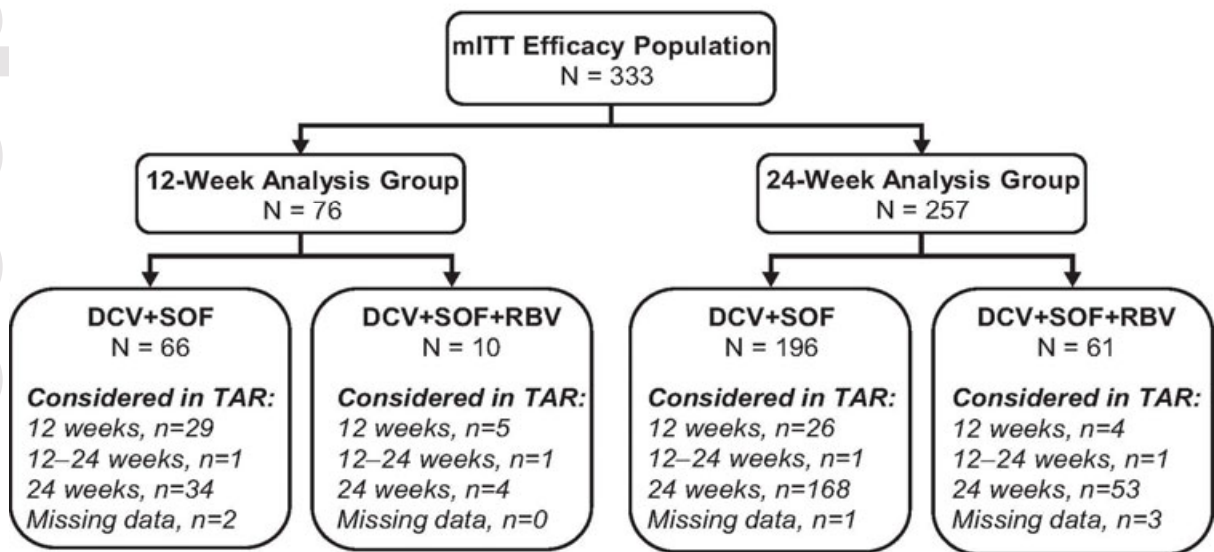 mITT Efficacy Population
N = 333
12-Week Analysis Group
N = 76
24-Week Analysis Group
N = 257
DCV+SOF
N = 66
Considered in TAR:
12 weeks, n=29
12–24 weeks, n=1
24 weeks, n=34
Missing data, n=2
DCV+SOF+RBV
N = 10
Considered in TAR:
12 weeks, n=5
12–24 weeks, n=1
24 weeks, n=4
Missing data, n=0
DCV+SOF
N = 196
Considered in TAR:
12 weeks, n=26
12–24 weeks, n=1
24 weeks, n=168
Missing data, n=1
DCV+SOF+RBV
N = 61
Considered in TAR:
12 weeks, n=4
12–24 weeks, n=1
24 weeks, n=53
Missing data, n=3